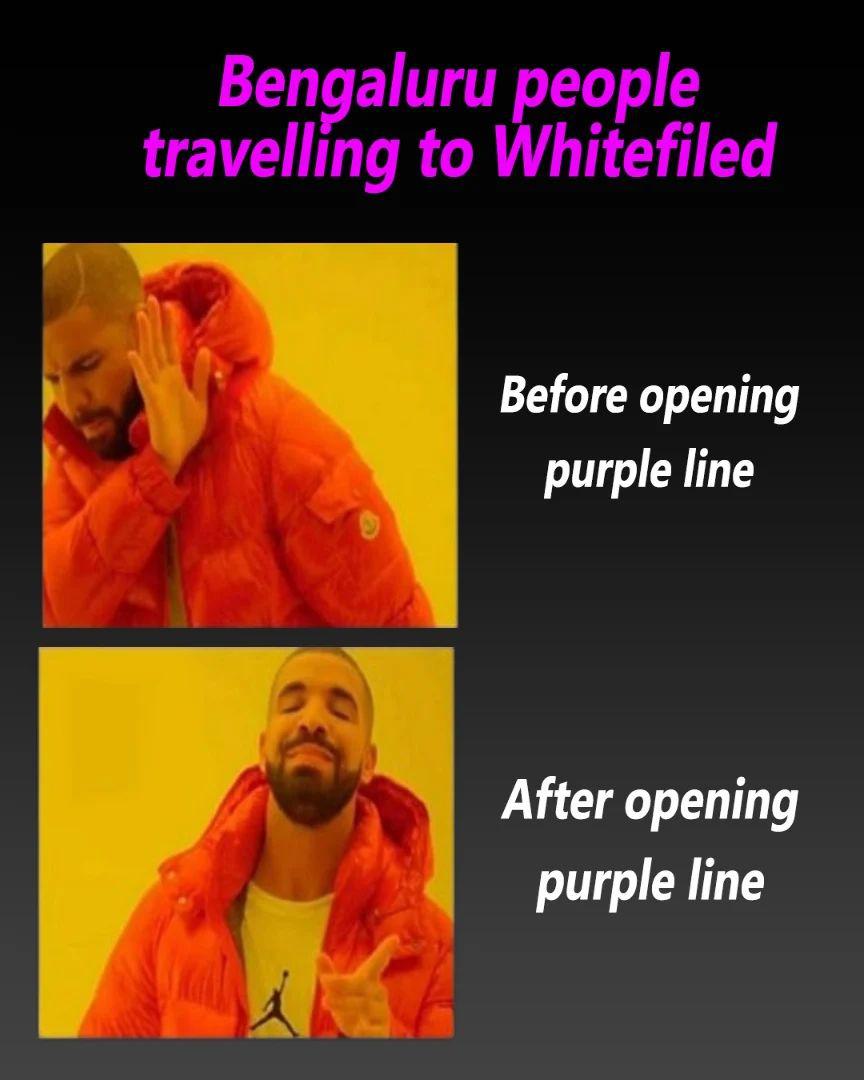 Bengaluru people
travelling to Whitefiled
Before opening
purple line
After opening
purple line